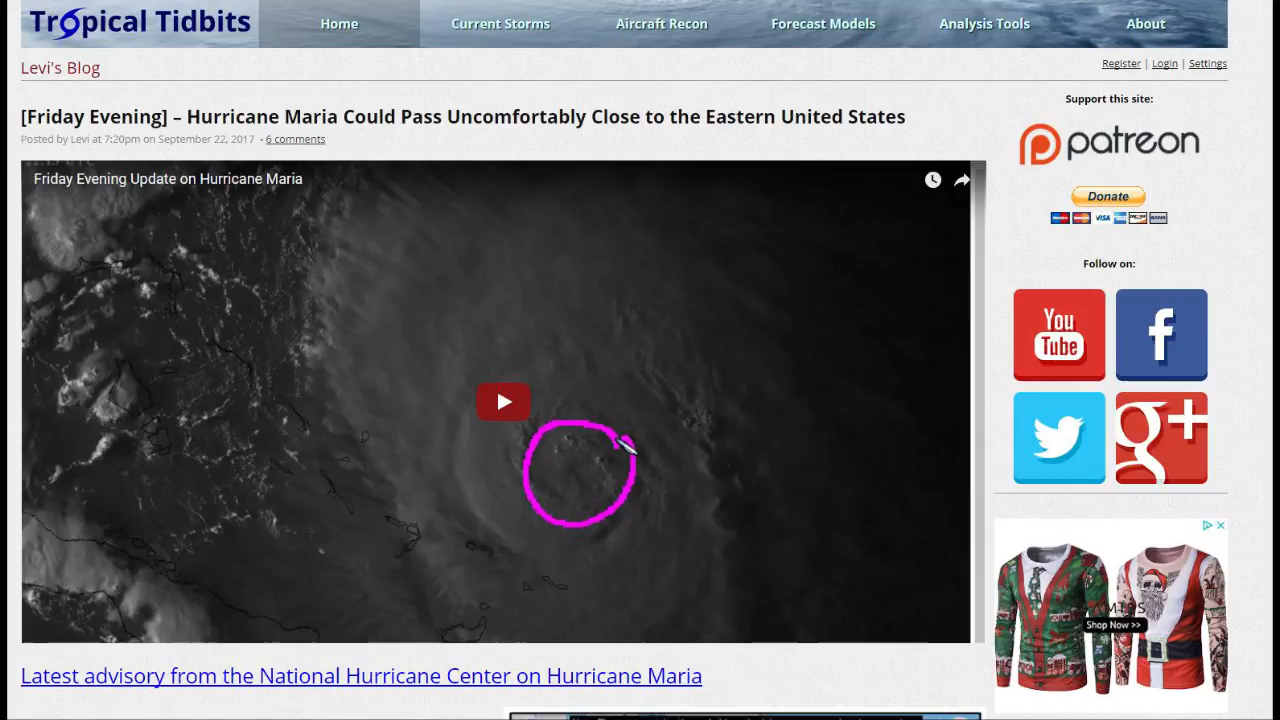 Tropical Tidbits
Home
Current Storms
Aircraft Recon
Forecast Models
Analysis Tools
About
Levi's Blog
Register | Login | Settings
[Friday Evening] – Hurricane Maria Could Pass Uncomfortably Close to the Eastern United States
Posted by Levi at 7:20pm on September 22, 2017 · 6 comments
Friday Evening Update on Hurricane Maria
Support this site:
patreon
Donate
VISA
Follow on:
You
Tube
f
g+
Shop Now >>
Latest advisory from the National Hurricane Center on Hurricane Maria